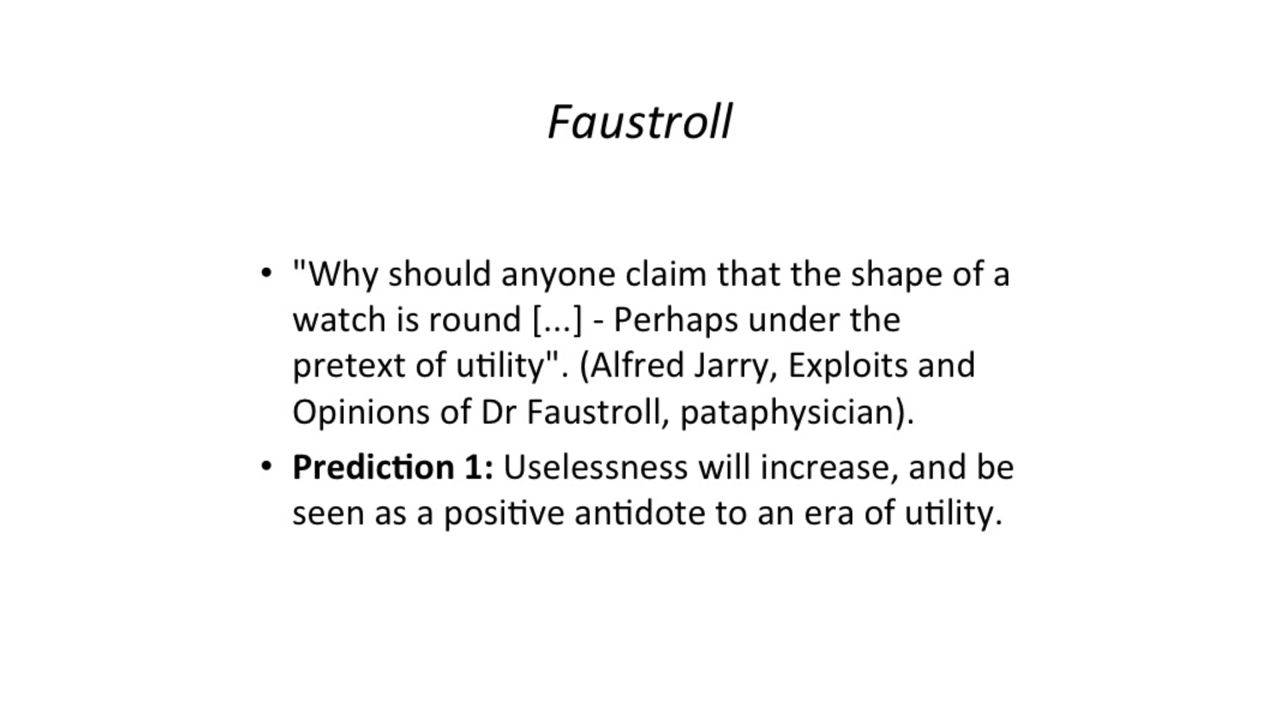 Faustroll
• "Why should anyone claim that the shape of a
watch is round [...] - Perhaps under the
pretext of utility". (Alfred Jarry, Exploits and
Opinions of Dr Faustroll, pataphysician).
• Prediction 1: Uselessness will increase, and be
seen as a positive antidote to an era of utility.